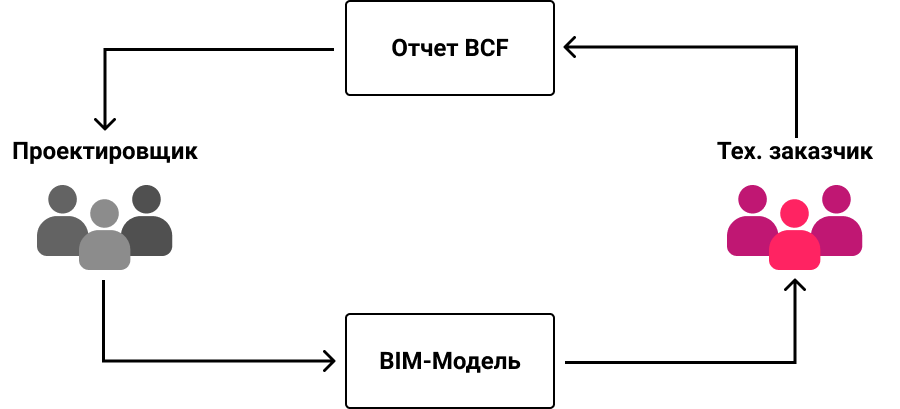 Отчет BCF
Проектировщик
Тех. заказчик
BIM-Модель